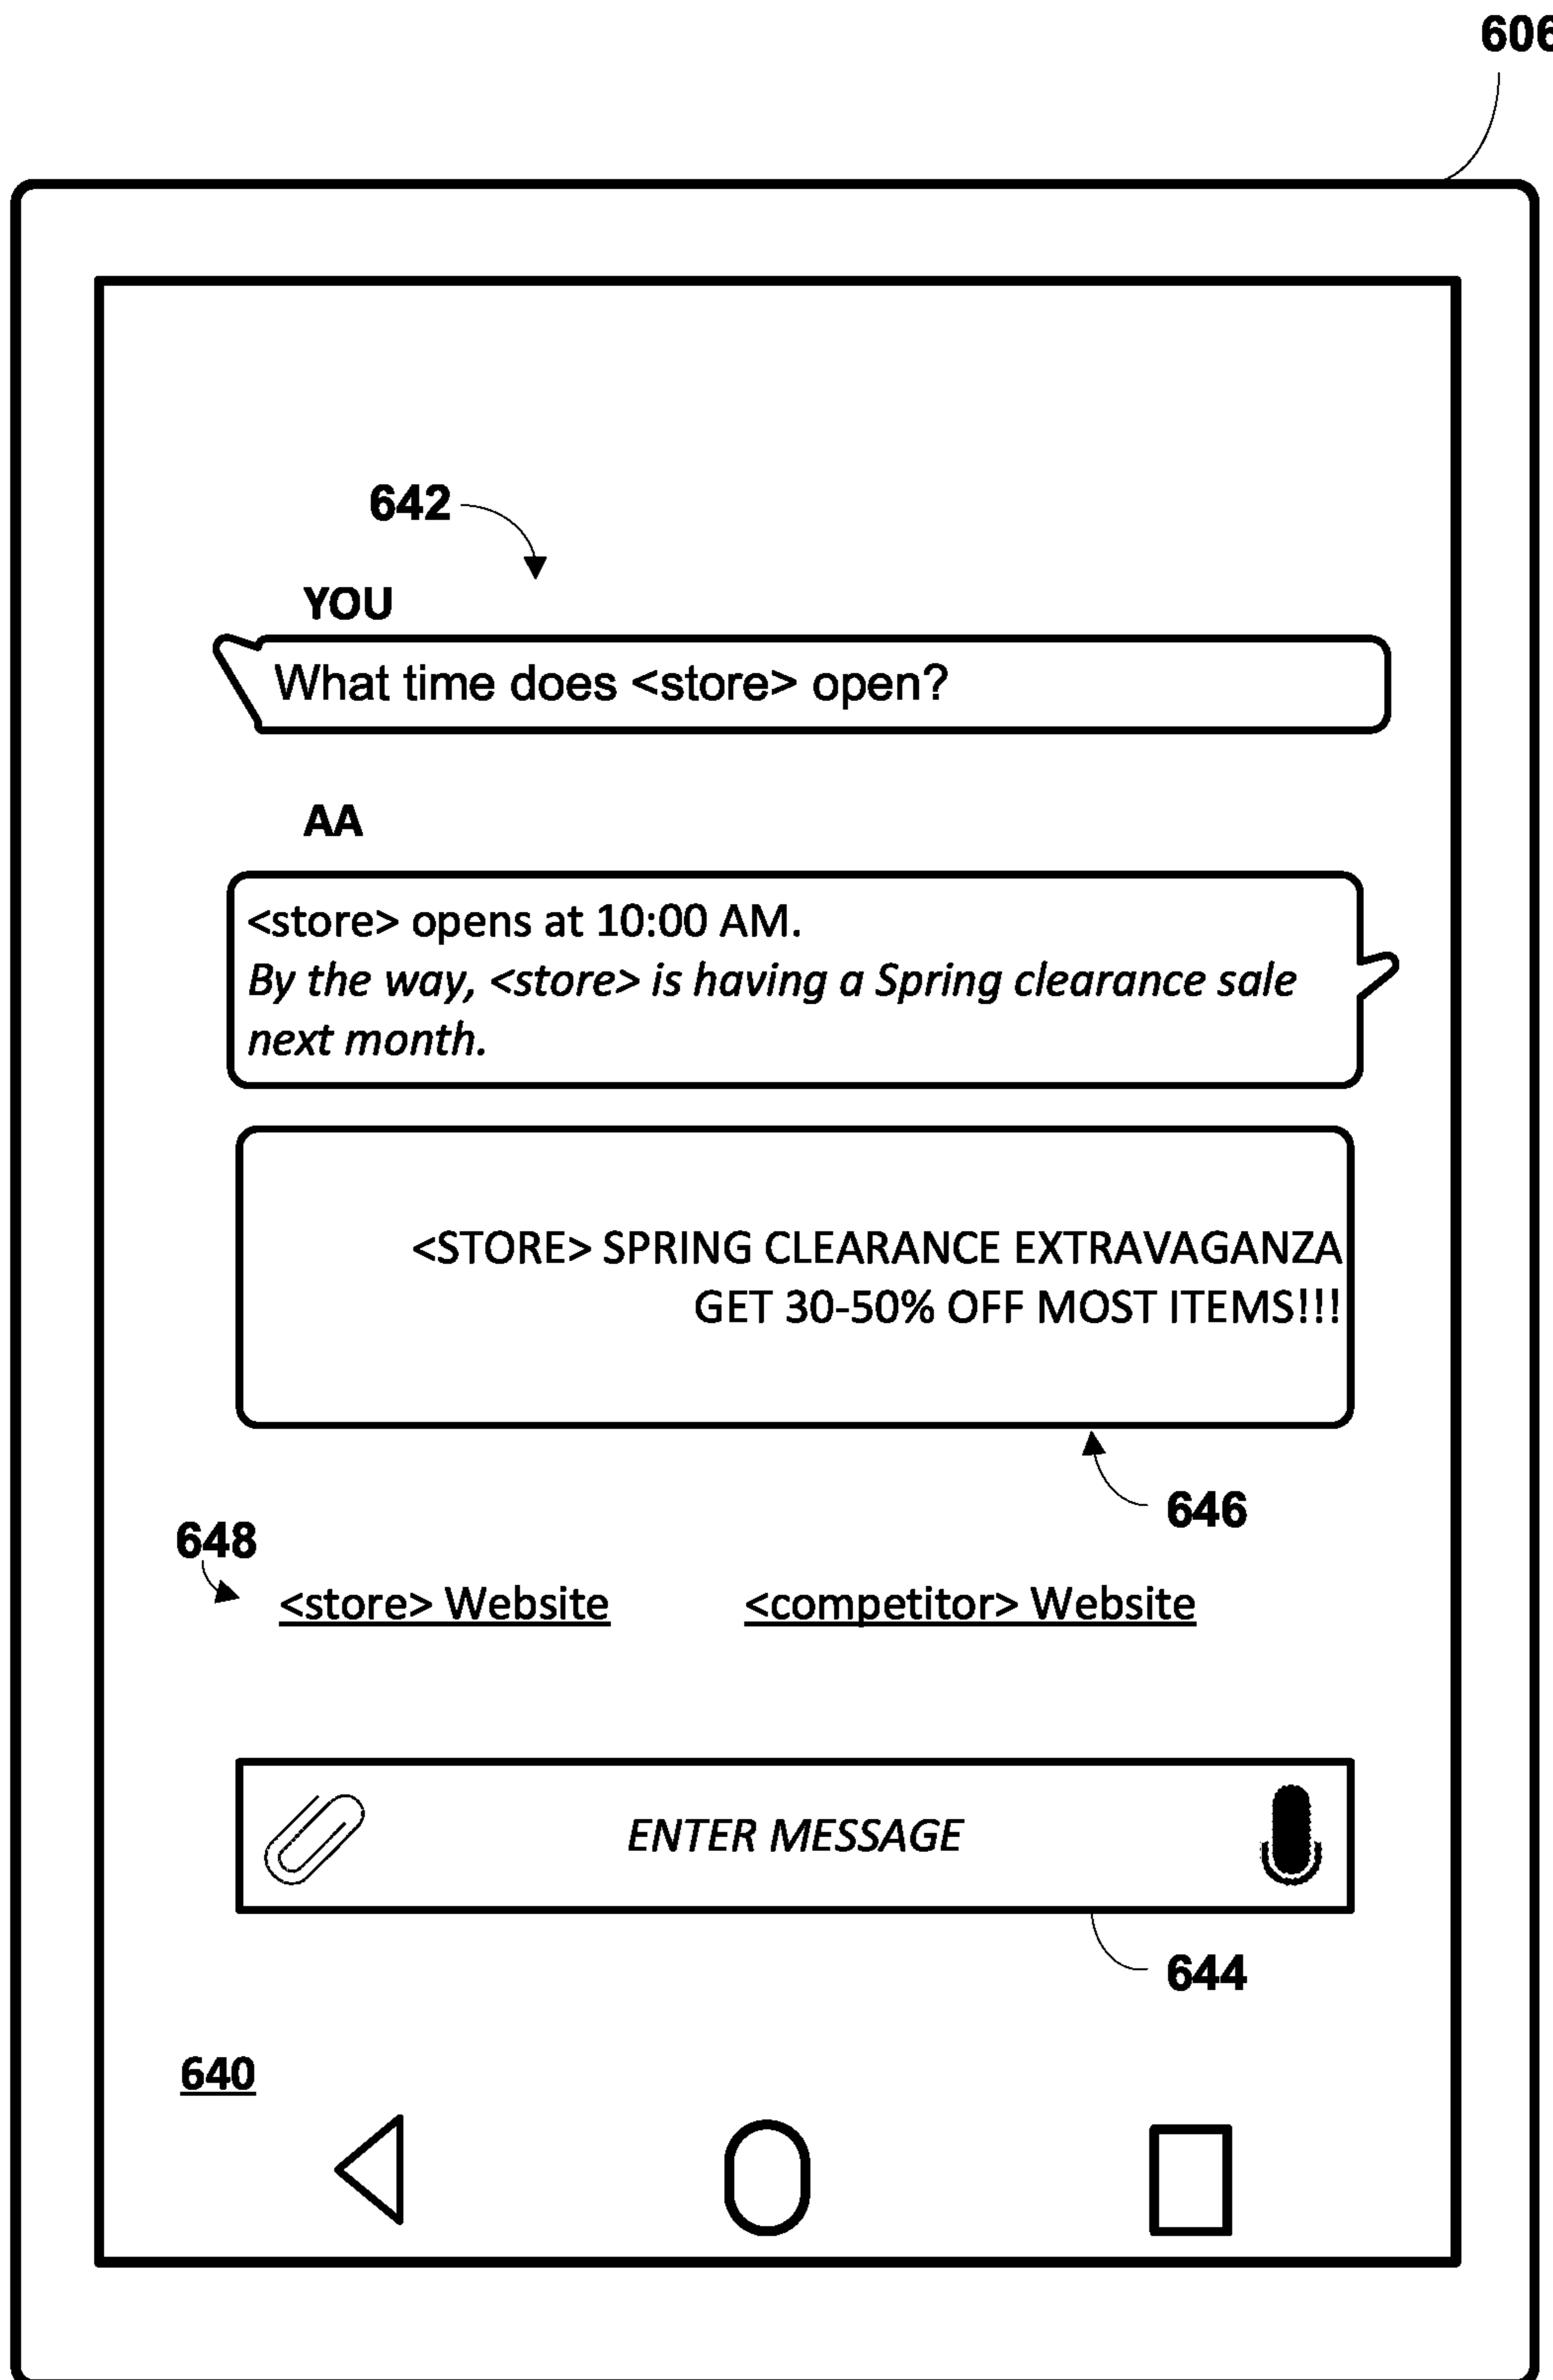 606
642
YOU
What time does <store> open?
AA
<store> opens at 10:00 AM.
By the way, <store> is having a Spring clearance sale
next month.
<STORE> SPRING CLEARANCE EXTRAVAGANZA
GET 30-50% OFF MOST ITEMS!!!
646
648
<store> Website <competitor> Website
ENTER MESSAGE
644
640